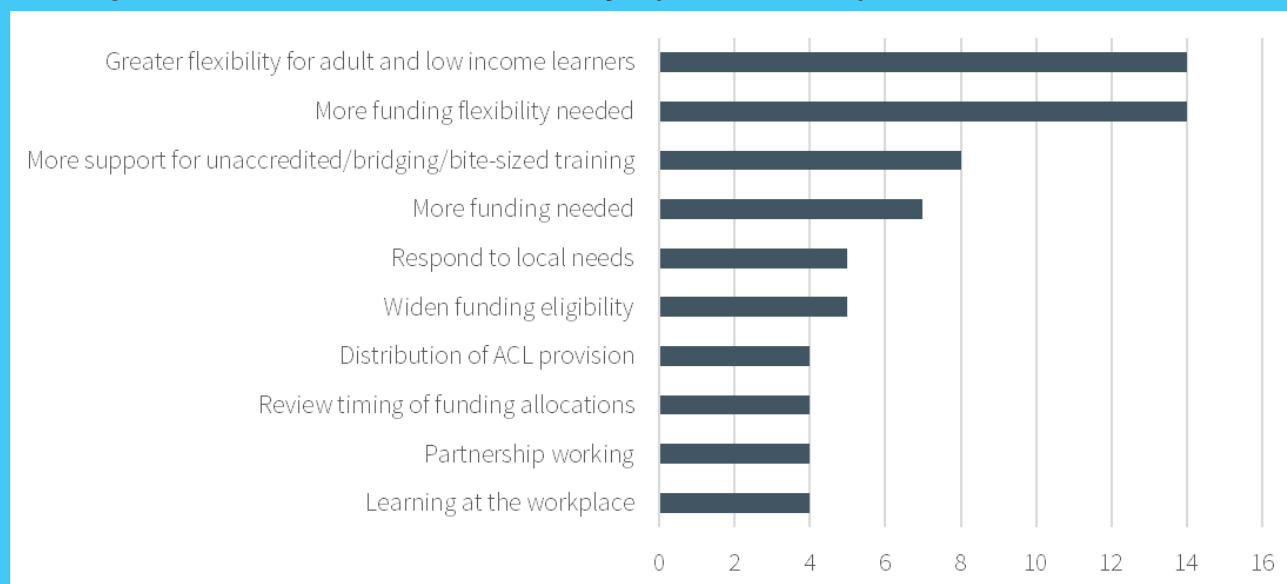 Greater flexibility for adult and low income learners
More funding flexibility needed
More support for unaccredited/bridging/bite-sized training
More funding needed
Respond to local needs
Widen funding eligibility
Distribution of ACL provision
Review timing of funding allocations
Partnership working
Learning at the workplace
0 2 4 6 8 10 12 14 16